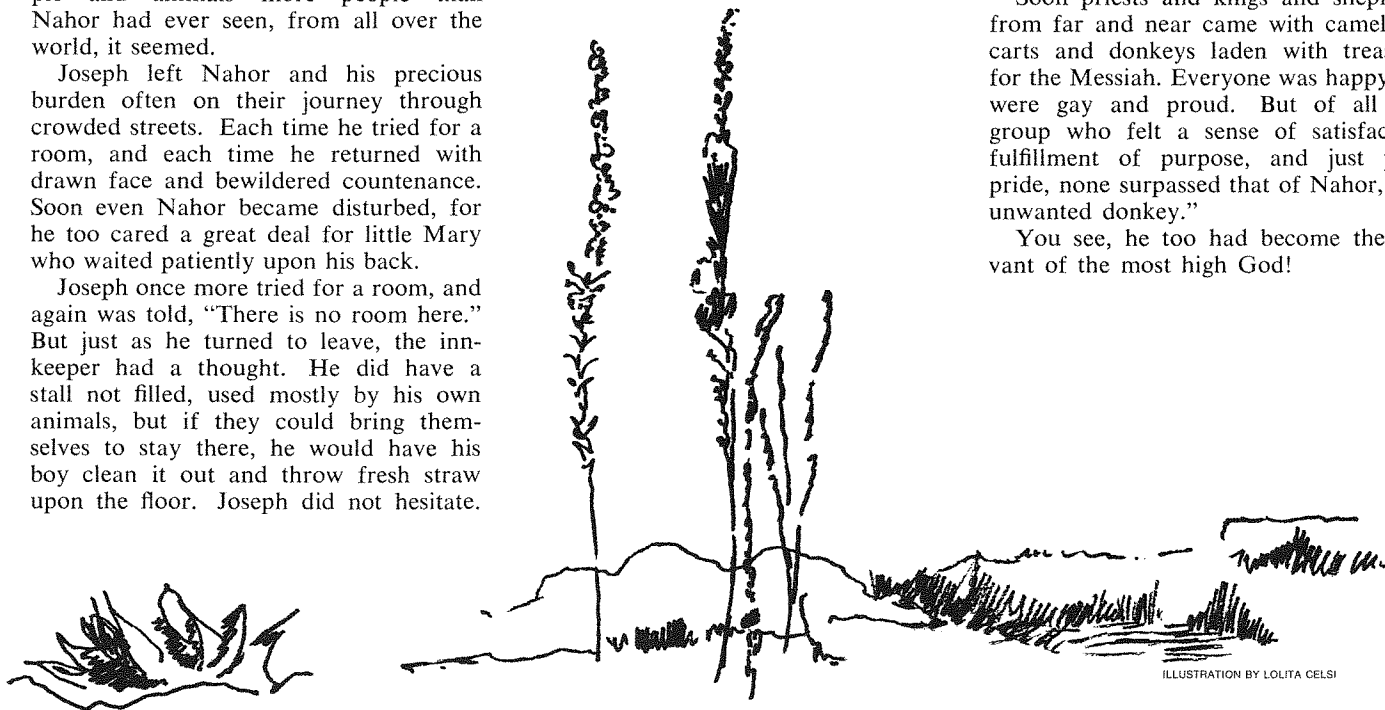 and animals more people than
Nahor had ever seen, from all over the
world, it seemed.
Joseph left Nahor and his precious
burden often on their journey through
crowded streets. Each time he tried for a
room, and each time he returned with
drawn face and bewildered countenance.
Soon even Nahor became disturbed, for
he too cared a great deal for little Mary
who waited patiently upon his back.
Joseph once more tried for a room, and
again was told, “There is no room here.”
But just as he turned to leave, the inn-
keeper had a thought. He did have a
stall not filled, used mostly by his own
animals, but if they could bring them-
selves to stay there, he would have his
boy clean it out and throw fresh straw
upon the floor. Joseph did not hesitate.
Soon priests and kings and
from far and near came with camel
carts and donkeys laden with
for the Messiah. Everyone was happy
were gay and proud. But of all
group who felt a sense of
fulfillment of purpose, and just
pride, none surpassed that of Nahor,
unwanted donkey.”
You see, he too had become the
vant of the most high God!
ILLUSTRATION BY LOLITA CELSI